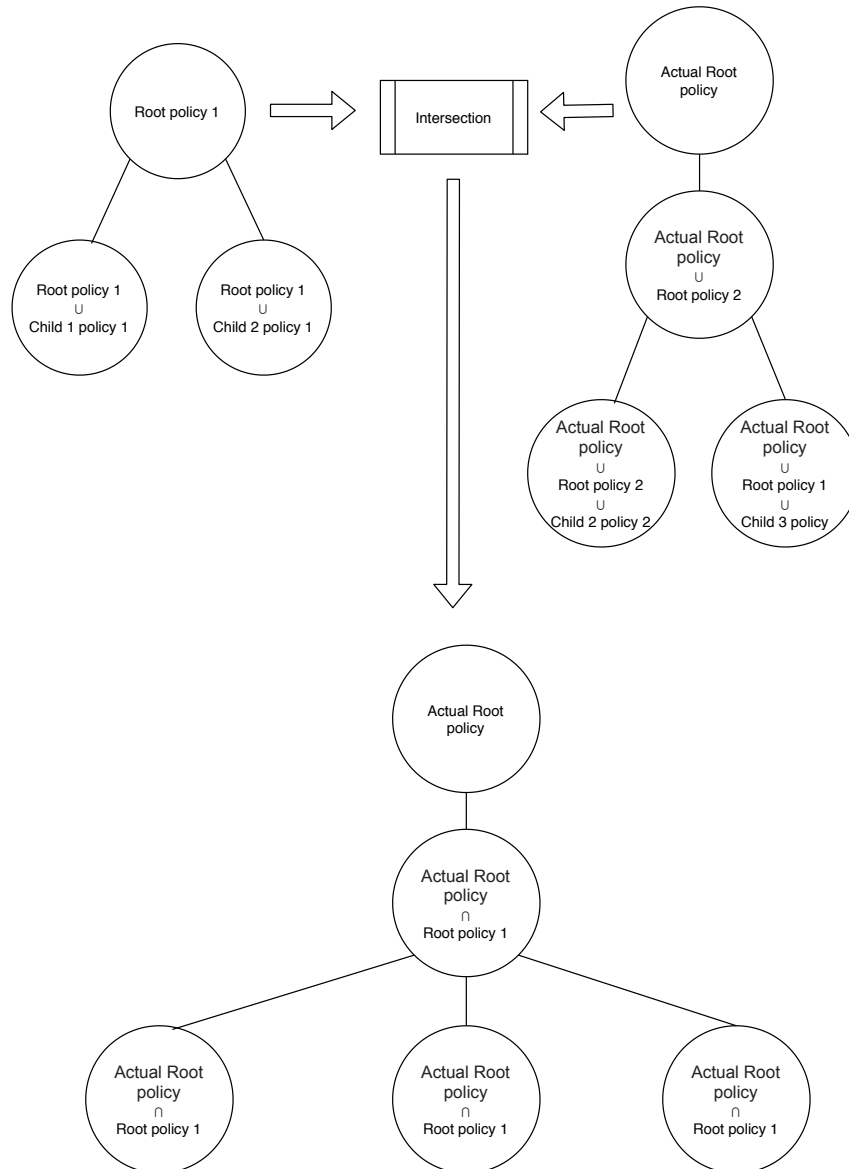 Root policy 1
Intersection
Actual Root
policy
Root policy 1
∪
Child 1 policy 1
Root policy 1
∪
Child 2 policy 1
Actual Root
policy
∪
Root policy 2
Actual Root
policy
∪
Root policy 2
∪
Child 2 policy 2
Actual Root
policy
∪
Root policy 1
∪
Child 3 policy
Actual Root
policy
Actual Root
policy
∩
Root policy 1
Actual Root
policy
∩
Root policy 1
Actual Root
policy
∩
Root policy 1
Actual Root
policy
∩
Root policy 1